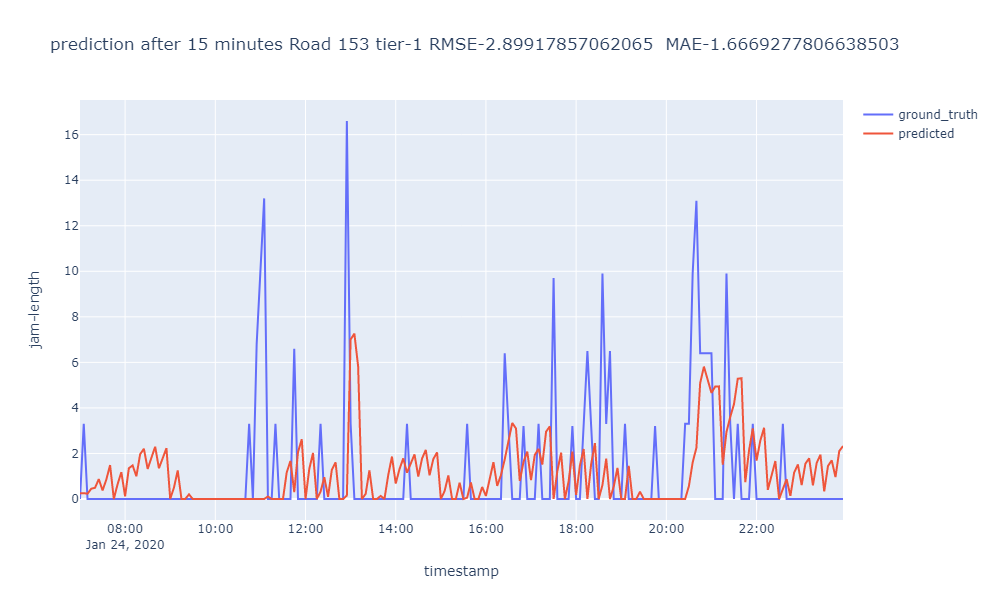 prediction after 15 minutes Road 153 tier-1 RMSE-2.89917857062065  MAE-1.6669277806638503
ground_truth
predicted
jam-length
16
14
12
10
8
6
4
2
0
08:00 10:00 12:00 14:00 16:00 18:00 20:00 22:00
Jan 24, 2020
timestamp